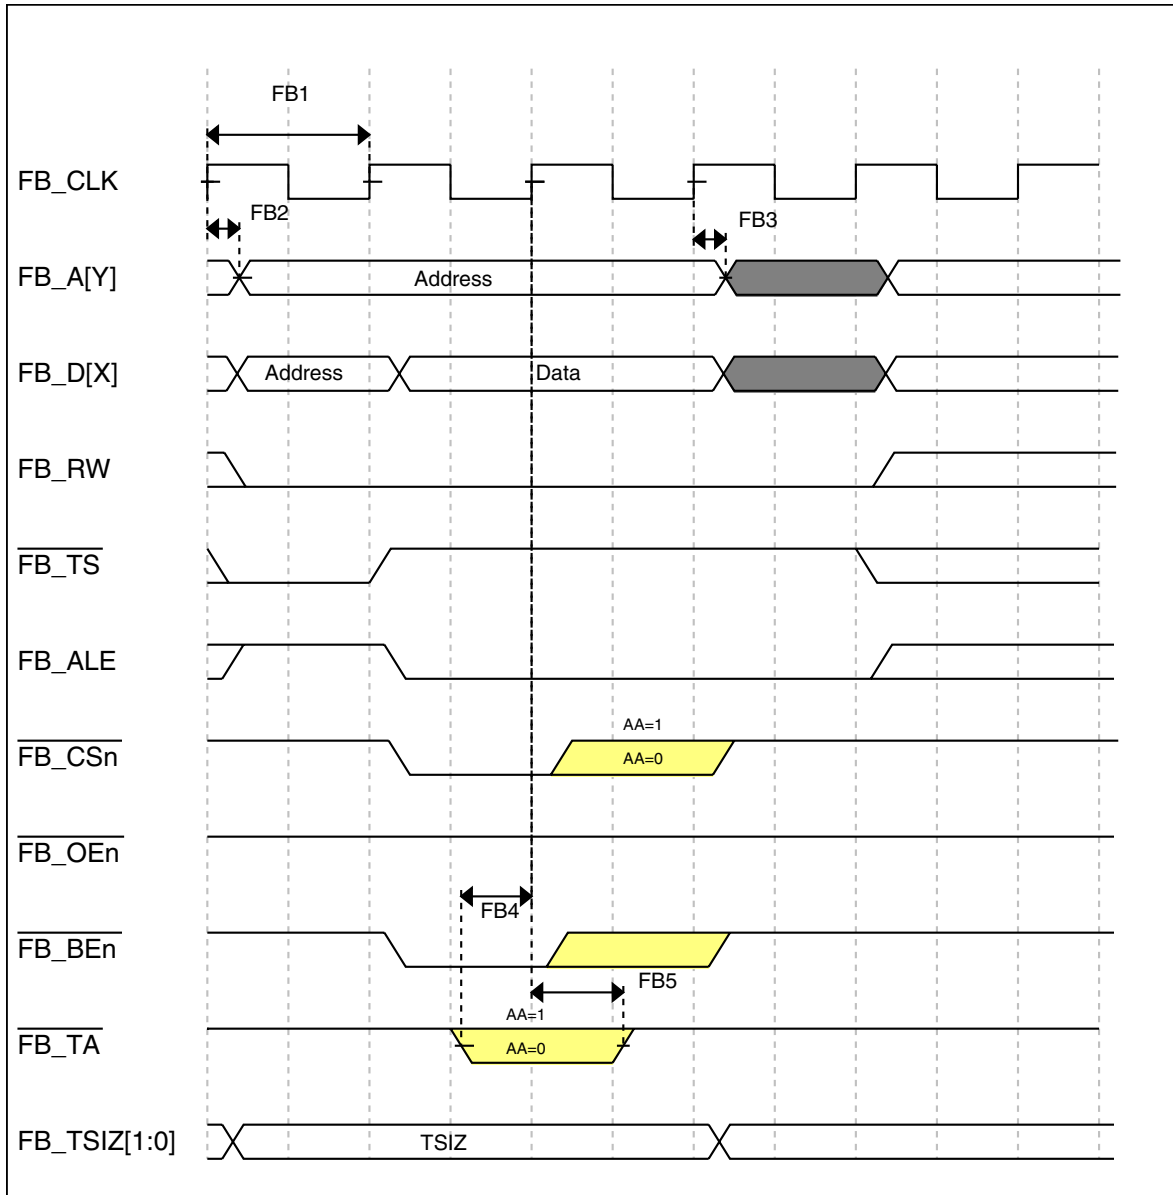 FB1
FB_CLK
FB2
FB3
FB_A[Y]
Address
FB_D[X]
Address
Data
FB_RW
FB_TS
FB_ALE
AA=1
FB_CSn
AA=0
FB_OEn
FB4
FB_BEn
FB5
AA=1
FB_TA
AA=0
FB_TSIZ[1:0]
TSIZ